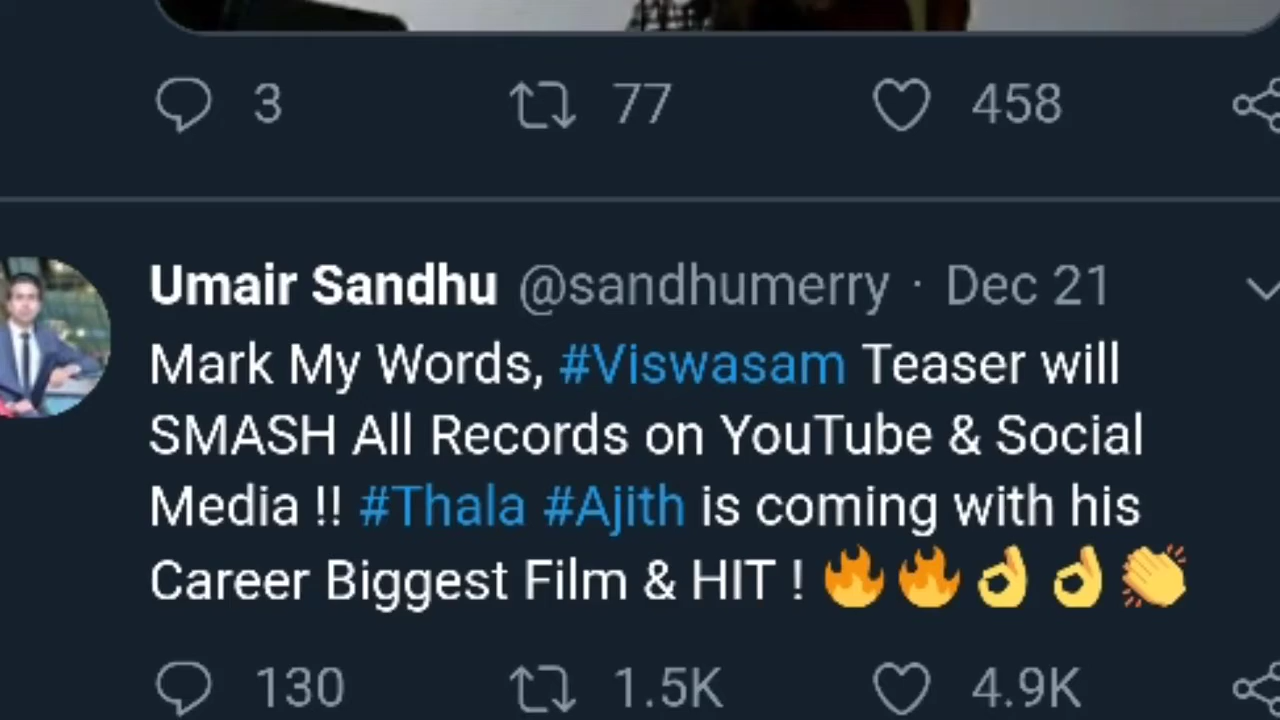 3 77 458
Umair Sandhu @sandhumerry · Dec 21
Mark My Words, #Viswasam Teaser will
SMASH All Records on YouTube & Social
Media !! #Thala #Ajith is coming with his
Career Biggest Film & HIT ! 🔥🔥👌👌👏
130 1.5K 4.9K